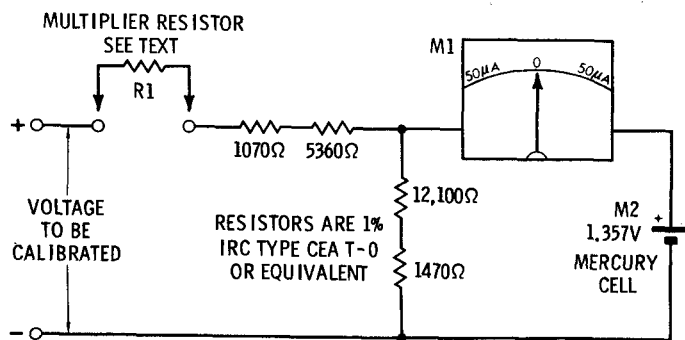 MULTIPLIER RESISTOR
SEE TEXT
R1
M1
50μA
0
50μA
+
1070Ω
5360Ω
VOLTAGE
TO BE
CALIBRATED
12,100Ω
RESISTORS ARE 1%
IRC TYPE CEA T-0
OR EQUIVALENT
1470Ω
M2
+
1.357V
MERCURY
CELL
-